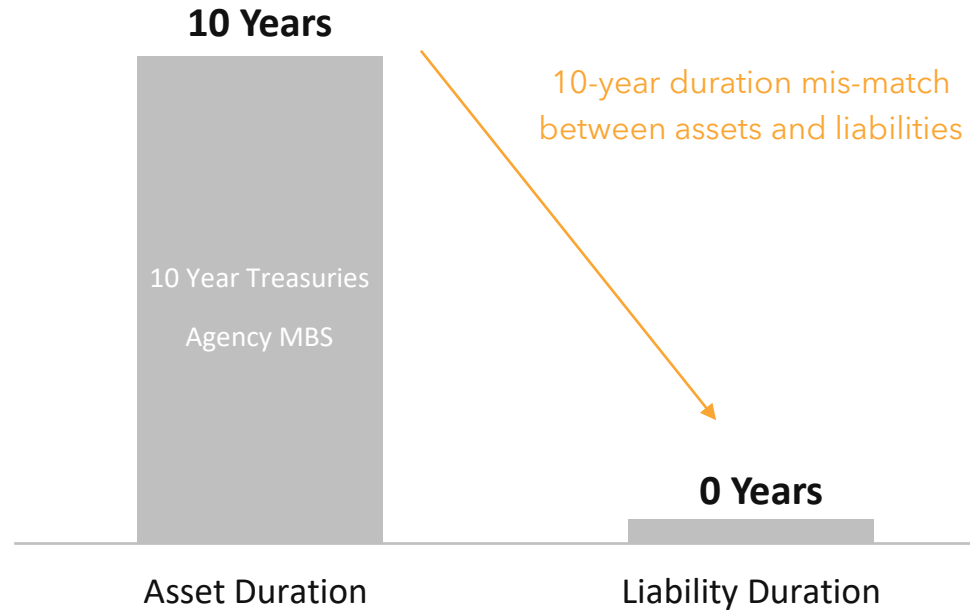 10 Years
10-year duration mis-match
between assets and liabilities
10 Year Treasuries
Agency MBS
0 Years
Asset Duration
Liability Duration